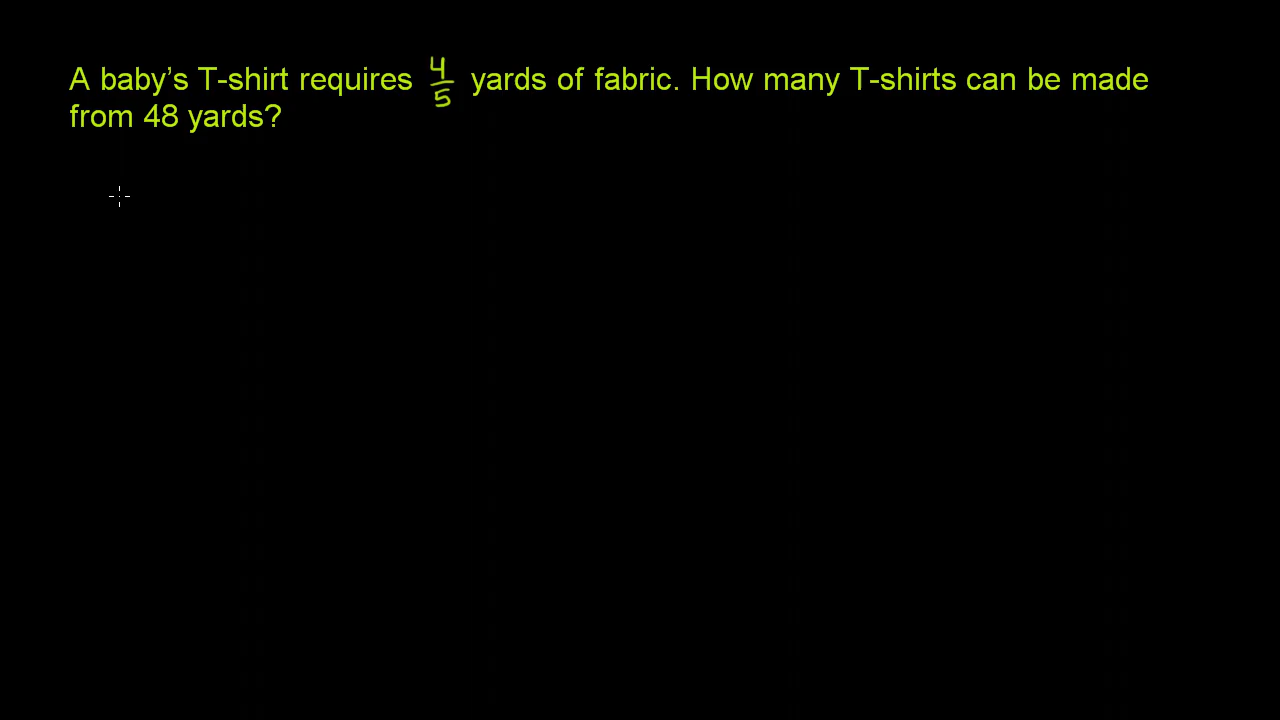 A baby’s T-shirt requires 4/5 yards of fabric. How many T-shirts can be made
from 48 yards?